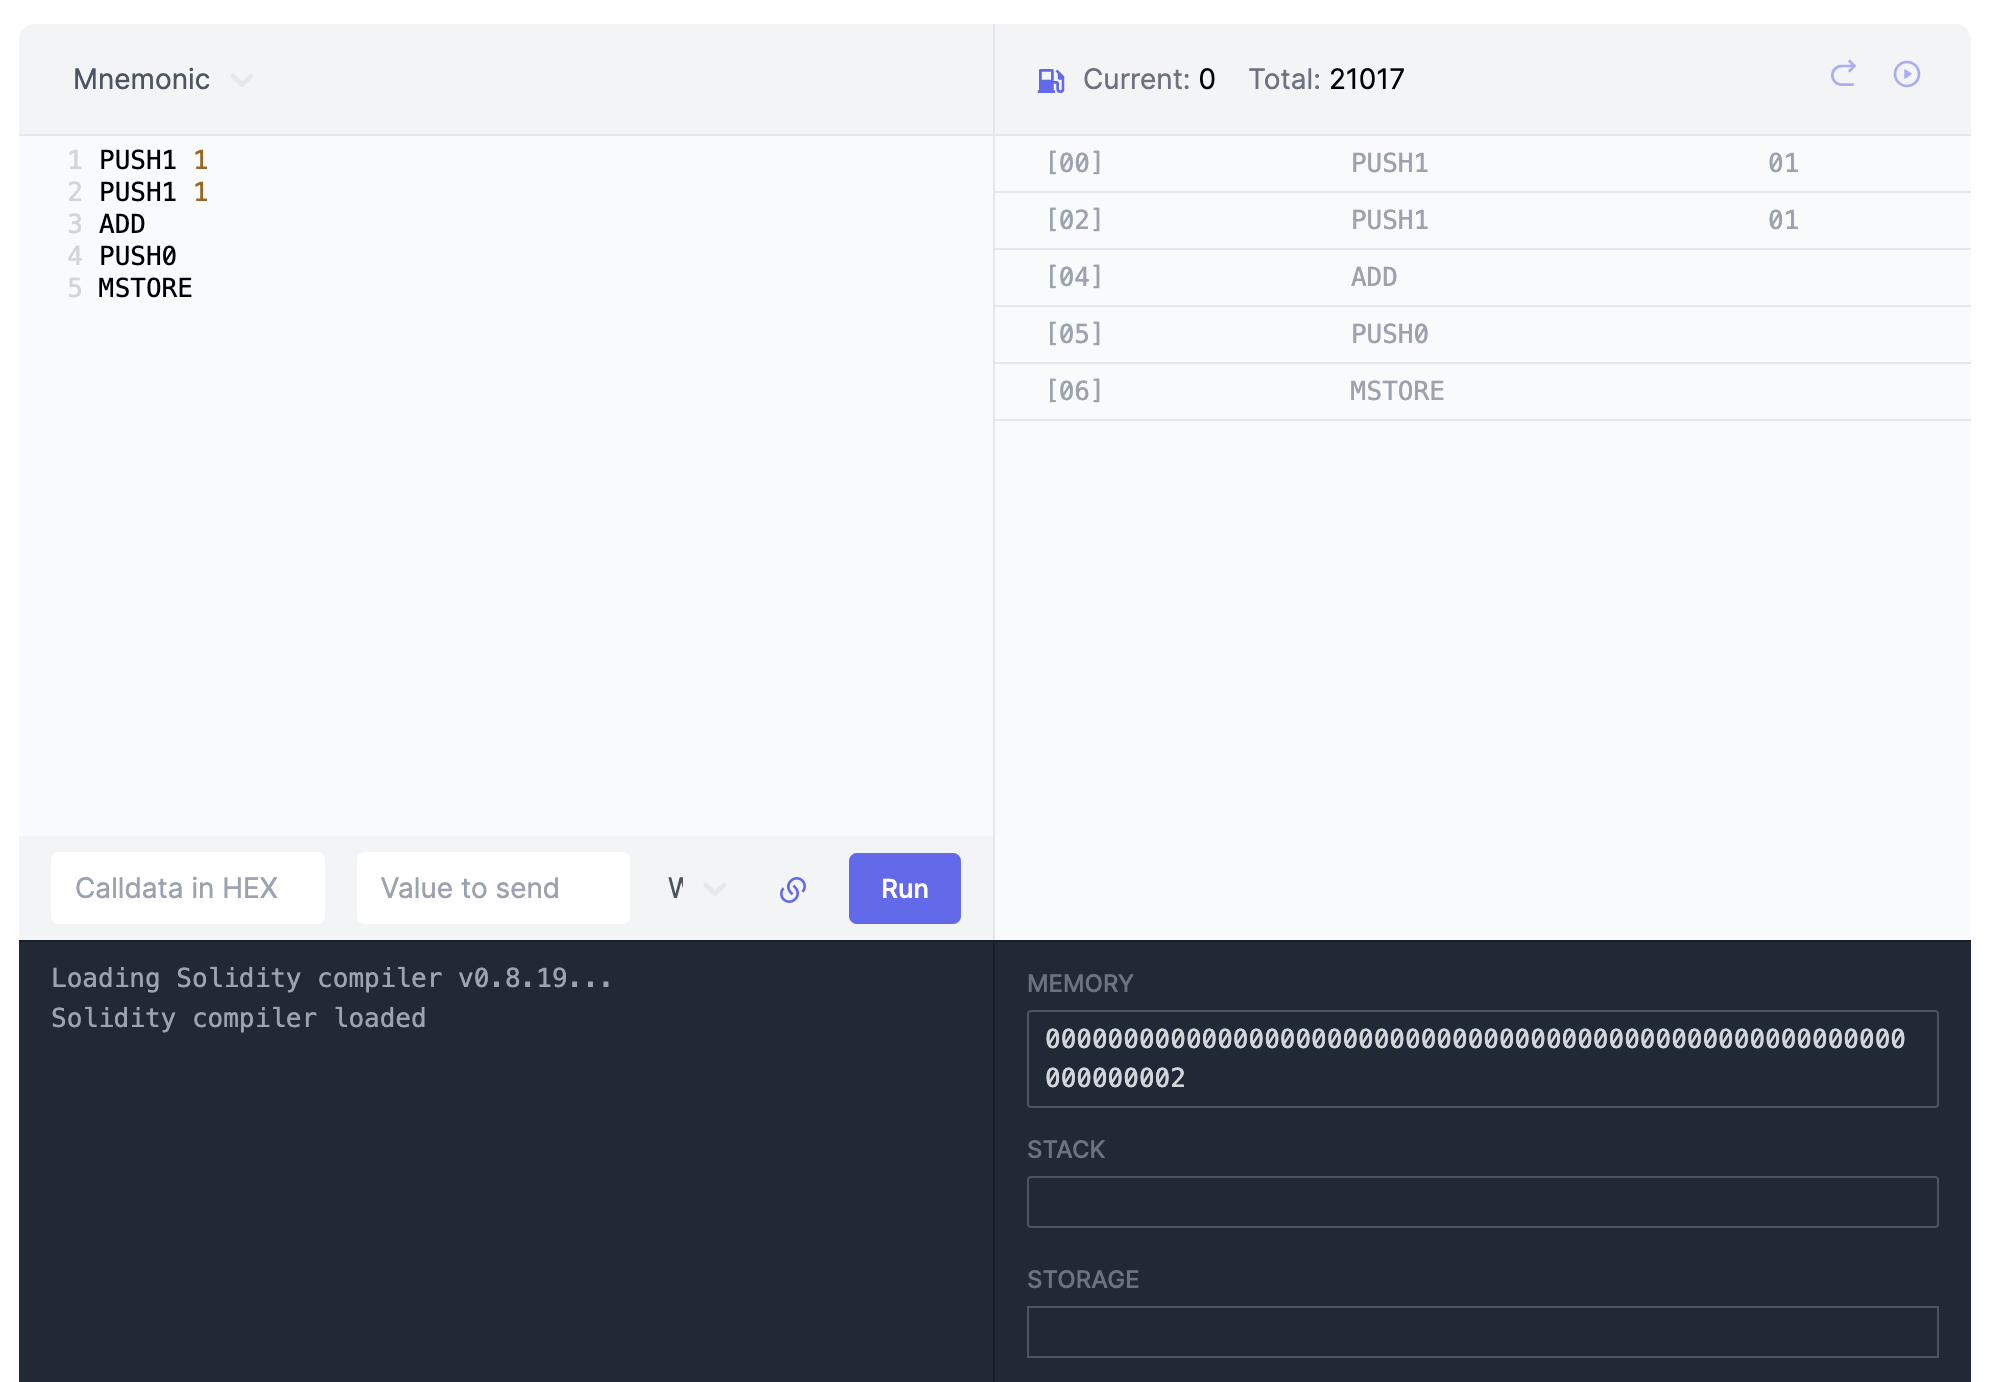 Mnemonic
1 PUSH1 1
2 PUSH1 1
3 ADD
4 PUSH0
5 MSTORE
Calldata in HEX
Value to send
Run
Loading Solidity compiler v0.8.19...
Solidity compiler loaded
Current: 0 Total: 21017
[00] PUSH1 01
[02] PUSH1 01
[04] ADD
[05] PUSH0
[06] MSTORE
MEMORY
0000000000000000000000000000000000000000000000000000000
000000002
STACK
STORAGE